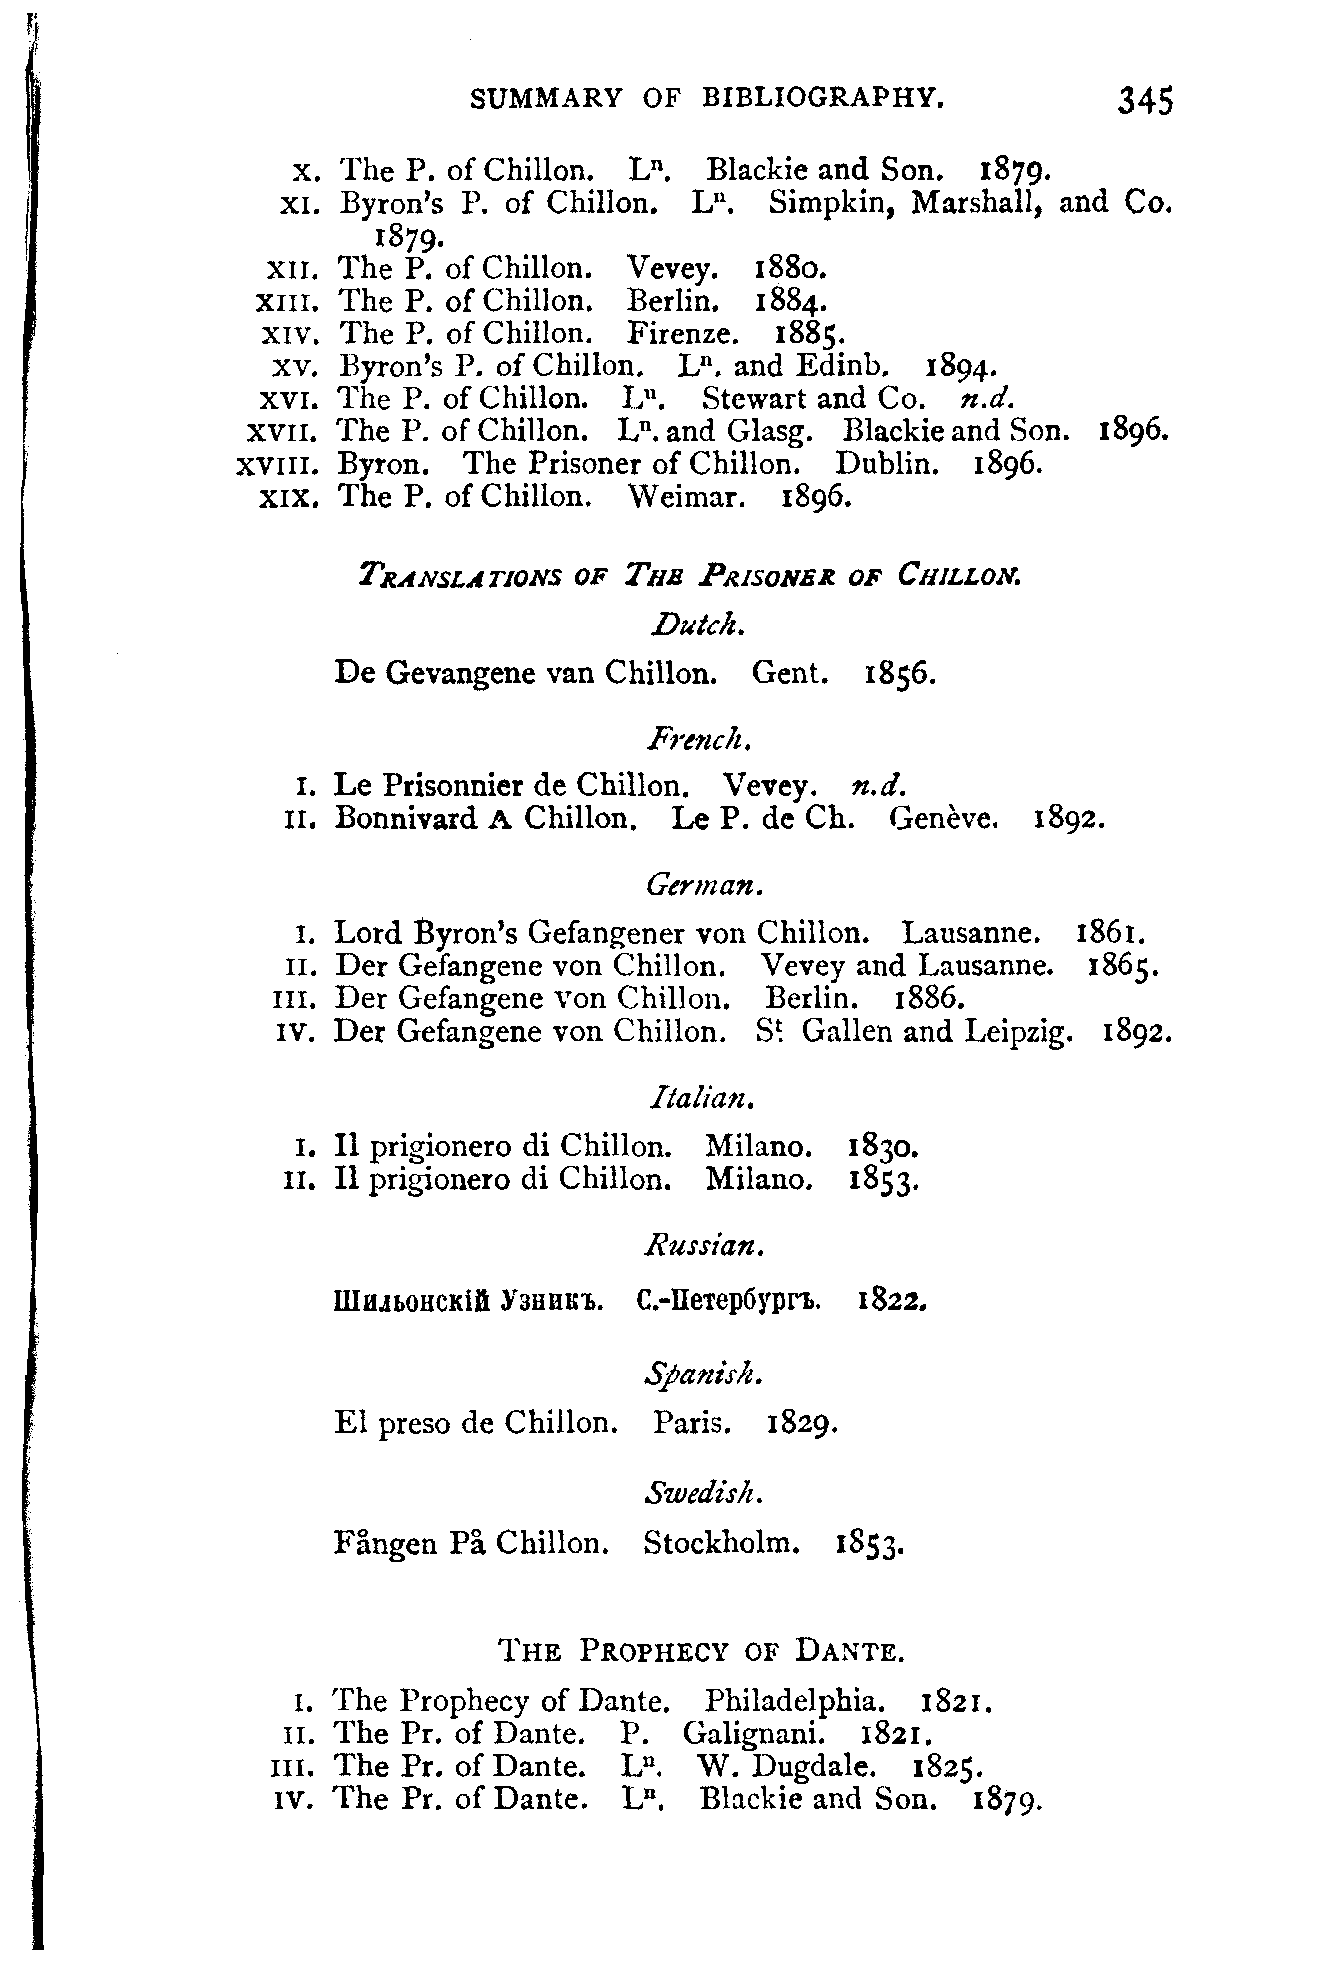 SUMMARY OF BIBLIOGRAPHY. 345
X. The P. of Chillon. Lⁿ. Blackie and Son. 1879.
XI. Byron's P. of Chillon. Lⁿ. Simpkin, Marshall, and Co.
1879.
XII. The P. of Chillon. Vevey. 1880.
XIII. The P. of Chillon. Berlin. 1884.
XIV. The P. of Chillon. Firenze. 1885.
XV. Byron's P. of Chillon. Lⁿ. and Edinb. 1894.
XVI. The P. of Chillon. Lⁿ. Stewart and Co. n.d.
XVII. The P. of Chillon. Lⁿ. and Glasg. Blackie and Son. 1896.
XVIII. Byron. The Prisoner of Chillon. Dublin. 1896.
XIX. The P. of Chillon. Weimar. 1896.
TRANSLATIONS OF THE PRISONER OF CHILLON.
Dutch.
De Gevangene van Chillon. Gent. 1856.
French.
I. Le Prisonnier de Chillon. Vevey. n.d.
II. Bonnivard A Chillon. Le P. de Ch. Genève. 1892.
German.
I. Lord Byron's Gefangener von Chillon. Lausanne. 1861.
II. Der Gefangene von Chillon. Vevey and Lausanne. 1865.
III. Der Gefangene von Chillon. Berlin. 1886.
IV. Der Gefangene von Chillon. Sᵗ Gallen and Leipzig. 1892.
Italian.
I. Il prigionero di Chillon. Milano. 1830.
II. Il prigionero di Chillon. Milano. 1853.
Russian.
Шильонскій Узникъ. С.-Петербургъ. 1822.
Spanish.
El preso de Chillon. Paris. 1829.
Swedish.
Fången På Chillon. Stockholm. 1853.
THE PROPHECY OF DANTE.
I. The Prophecy of Dante. Philadelphia. 1821.
II. The Pr. of Dante. P. Galignani. 1821.
III. The Pr. of Dante. Lⁿ. W. Dugdale. 1825.
IV. The Pr. of Dante. Lⁿ. Blackie and Son. 1879.